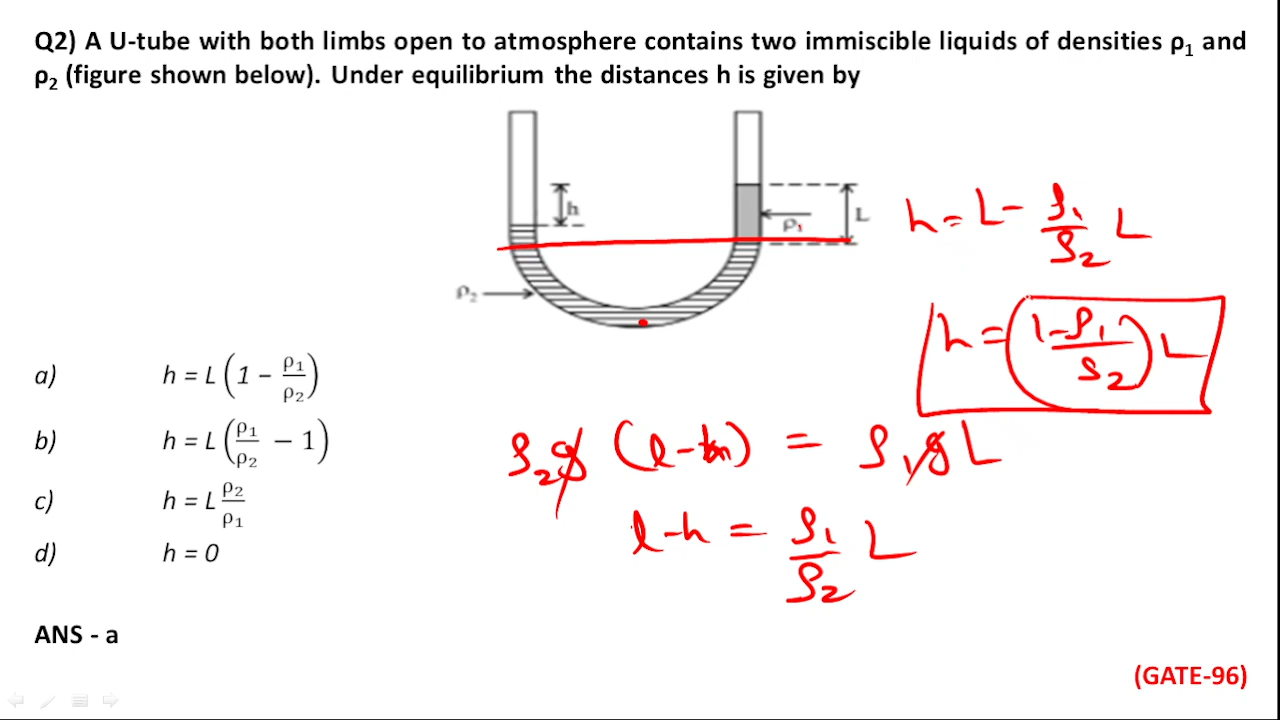 Q2) A U-tube with both limbs open to atmosphere contains two immiscible liquids of densities ρ₁ and
ρ₂ (figure shown below). Under equilibrium the distances h is given by
h
ρ₁
L
ρ₂
h = L - ρ₁/ρ₂ L
h = (1 - ρ₁/ρ₂) L
a) h = L (1 − ρ₁/ρ₂)
b) h = L (ρ₁/ρ₂ − 1)
c) h = L ρ₂/ρ₁
d) h = 0
ρ₂g (l - h) = ρ₁g L
l - h = ρ₁/ρ₂ L
ANS - a
(GATE-96)